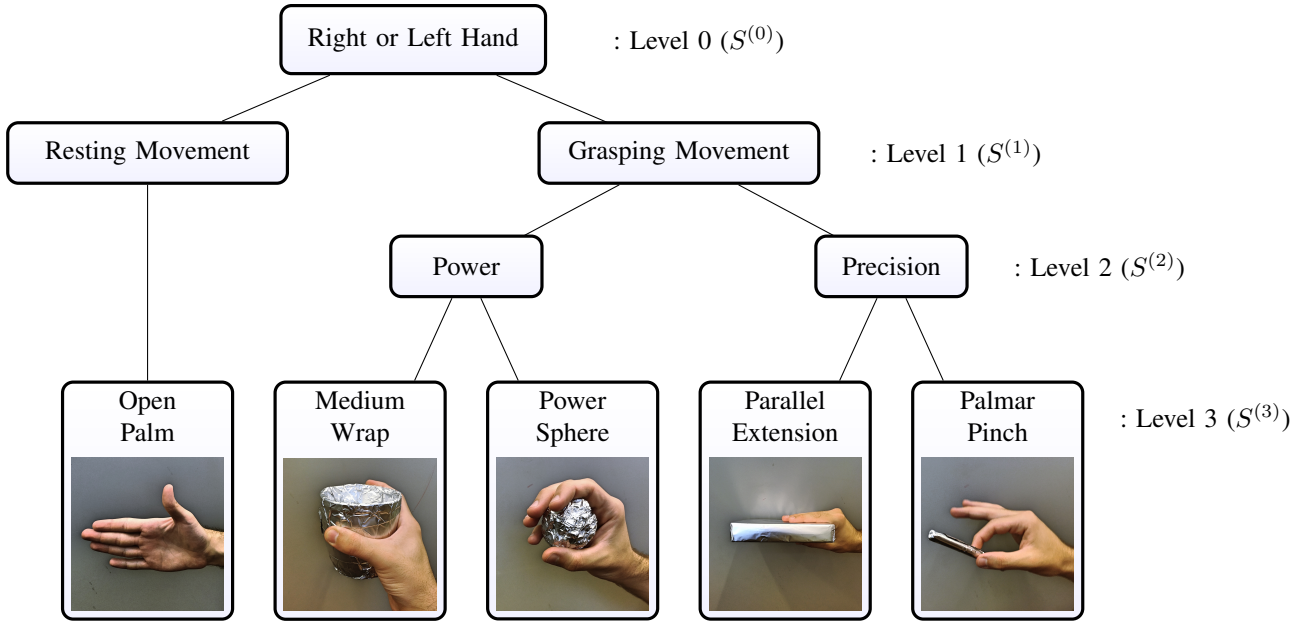 Right or Left Hand : Level 0 (S^{(0)})
Resting Movement Grasping Movement : Level 1 (S^{(1)})
Power Precision : Level 2 (S^{(2)})
Open Palm
Medium Wrap
Power Sphere
Parallel Extension
Palmar Pinch
: Level 3 (S^{(3)})